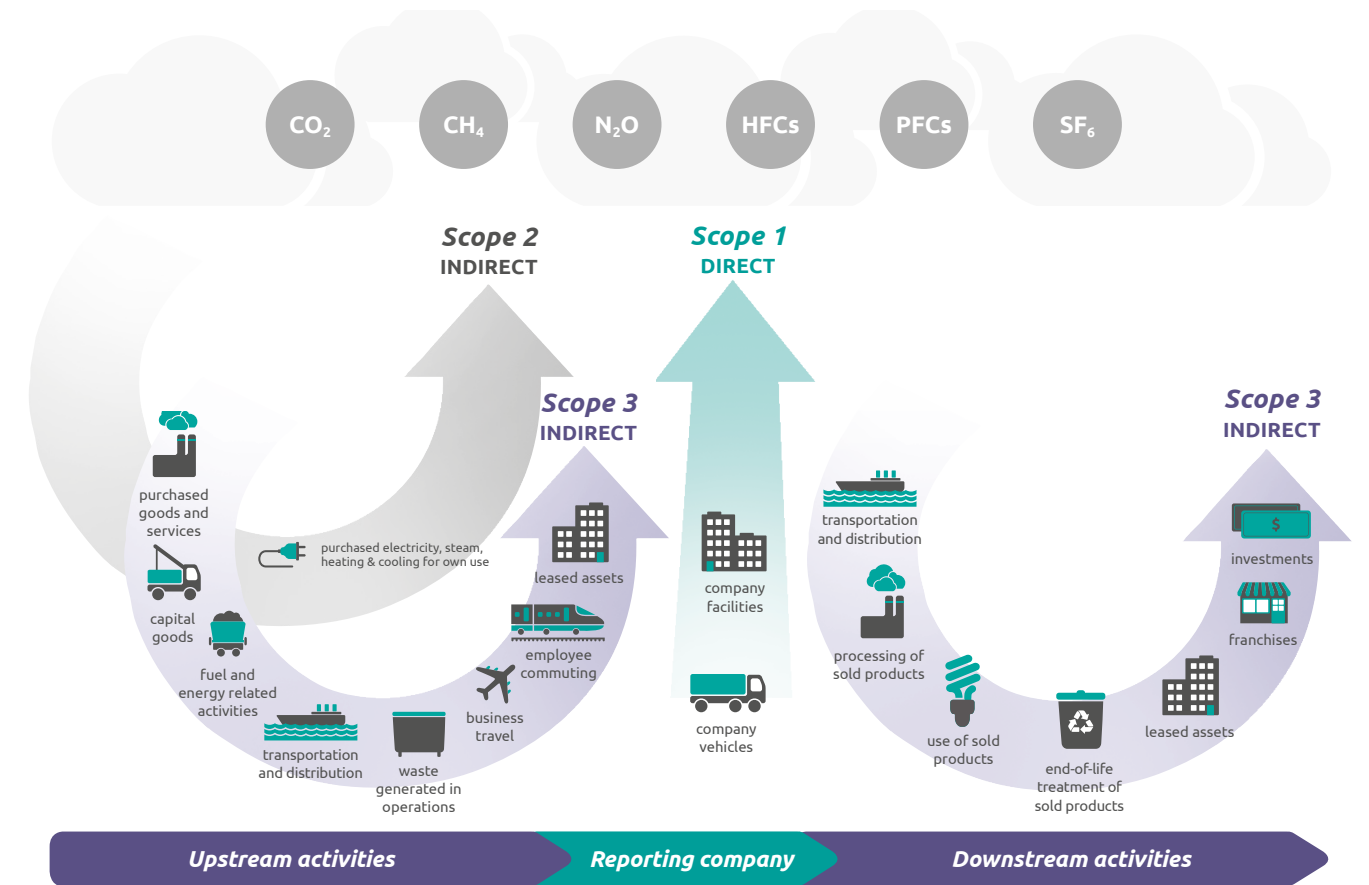 CO₂
CH₄
N₂O
HFCs
PFCs
SF₆
Scope 2
INDIRECT
Scope 1
DIRECT
Scope 3
INDIRECT
Scope 3
INDIRECT
purchased
goods and
services
capital
goods
fuel and
energy related
activities
transportation
and distribution
waste
generated in
operations
business
travel
employee
commuting
leased assets
purchased electricity, steam,
heating & cooling for own use
company
facilities
company
vehicles
transportation
and distribution
processing of
sold products
use of sold
products
end-of-life
treatment of
sold products
leased assets
franchises
$
investments
Upstream activities
Reporting company
Downstream activities